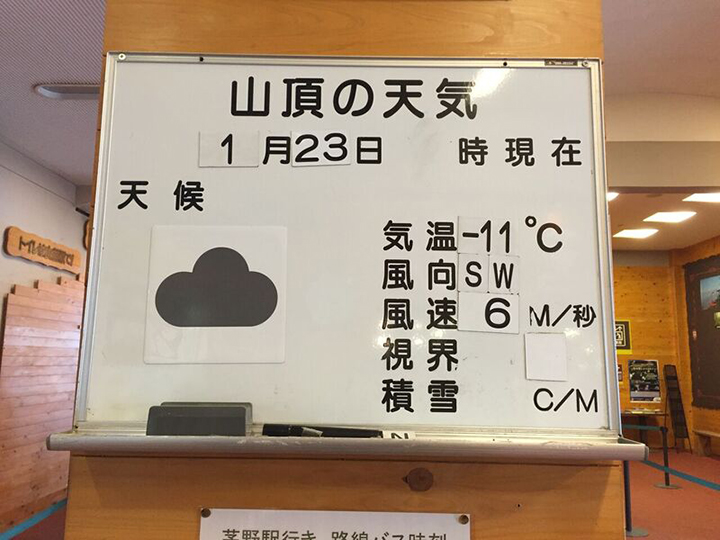 山頂の天気
1月23日 時現在
天候
気温-11℃
風向SW
風速 6 M/秒
視界
積雪 C/M
茅野駅行き 路線バス時刻